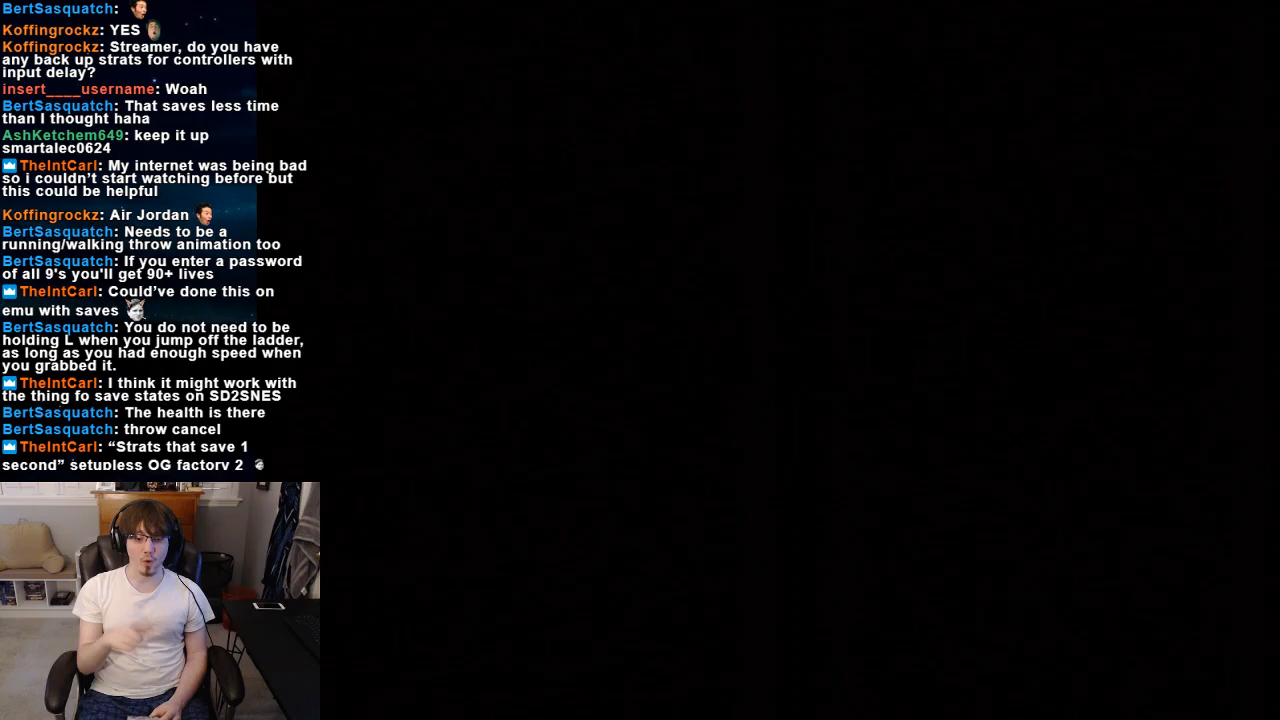 BertSasquatch:
Koffingrockz: YES
Koffingrockz: Streamer, do you have
any back up strats for controllers with
input delay?
insert____username: Woah
BertSasquatch: That saves less time
than I thought haha
AshKetchem649: keep it up
smartalec0624
TheIntCarl: My internet was being bad
so i couldn't start watching before but
this could be helpful
Koffingrockz: Air Jordan
BertSasquatch: Needs to be a
running/walking throw animation too
BertSasquatch: If you enter a password
of all 9's you'll get 90+ lives
TheIntCarl: Could've done this on
emu with saves
BertSasquatch: You do not need to be
holding L when you jump off the ladder,
as long as you had enough speed when
you grabbed it.
TheIntCarl: I think it might work with
the thing fo save states on SD2SNES
BertSasquatch: The health is there
BertSasquatch: throw cancel
TheIntCarl: “Strats that save 1
second” setupless OG factory 2